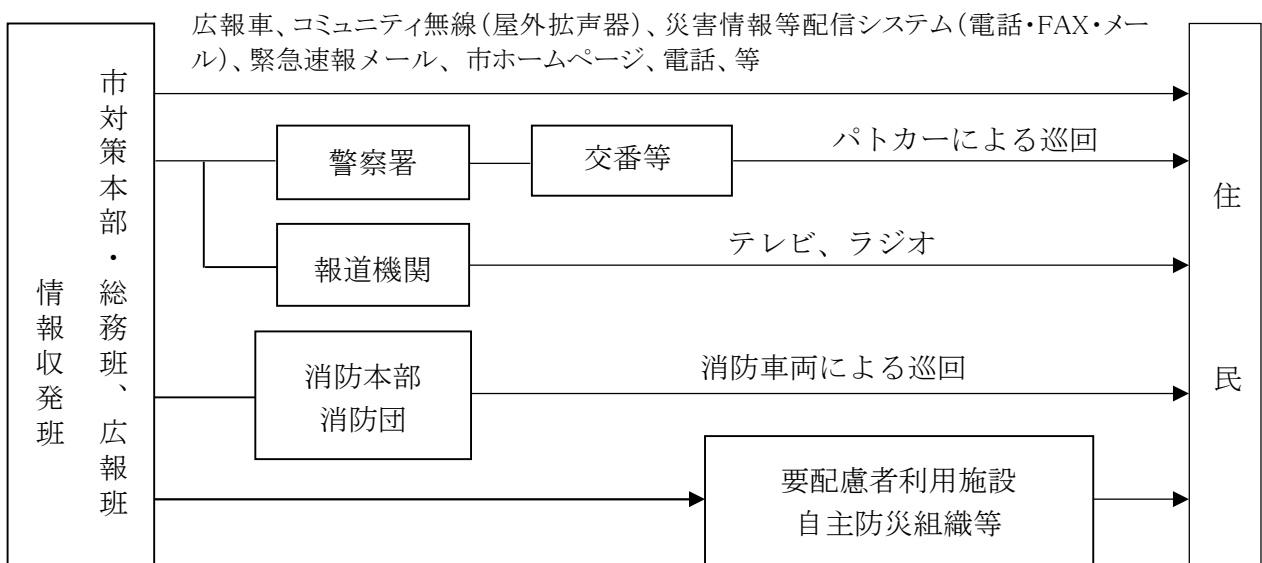 広報車、コミュニティ無線(屋外拡声器)、災害情報等配信システム(電話・FAX・メー
ル)、緊急速報メール、市ホームページ、電話、等
市対策本部・総務班、広報班
情報収発班
警察署
交番等
パトカーによる巡回
報道機関
テレビ、ラジオ
消防本部
消防団
消防車両による巡回
要配慮者利用施設
自主防災組織等
住民